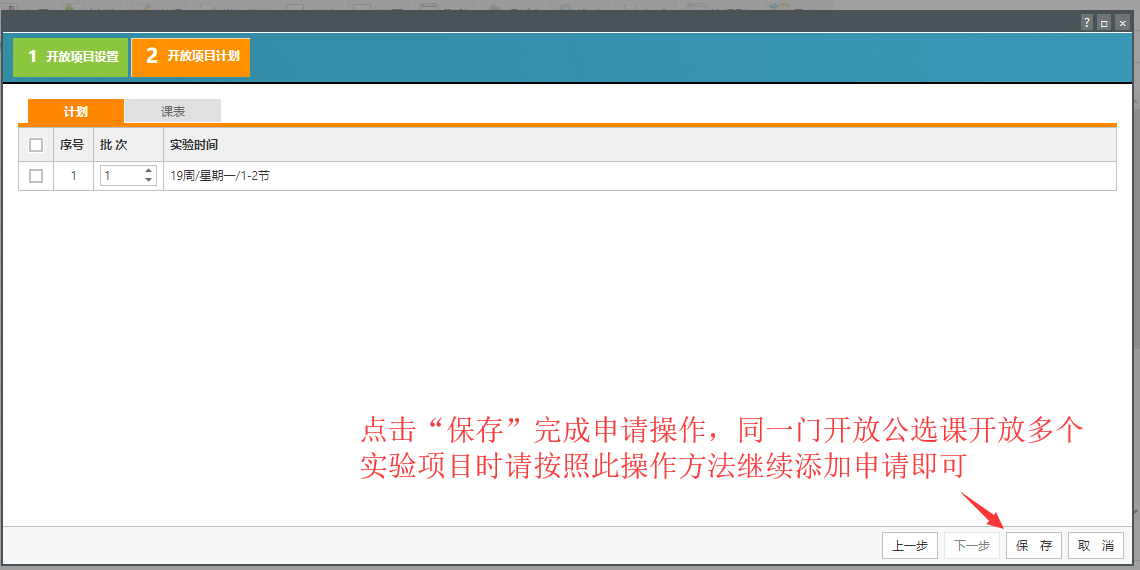 ? □ ×
1 开放项目设置 2 开放项目计划
计划 课表
序号 批 次 实验时间
1 1 19周/星期一/1-2节
点击“保存”完成申请操作，同一门开放公选课开放多个
实验项目时请按照此操作方法继续添加申请即可
上一步 下一步 保 存 取 消